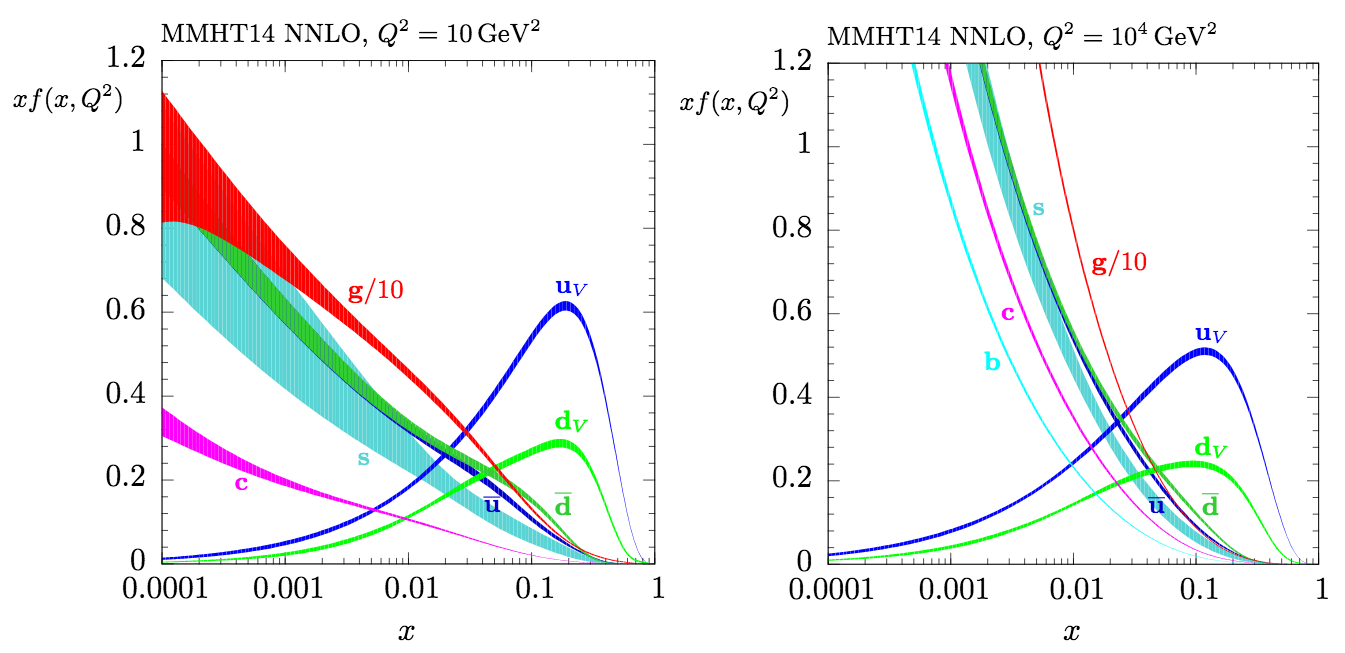 MMHT14 NNLO, Q² = 10 GeV²
xf(x, Q²)
1.2
1
0.8
0.6
0.4
0.2
0
g/10
u_V
d_V
s
c
u̅
d̅
0.0001 0.001 0.01 0.1 1
x
MMHT14 NNLO, Q² = 10⁴ GeV²
xf(x, Q²)
1.2
1
0.8
0.6
0.4
0.2
0
s
g/10
c
b
u_V
d_V
u̅
d̅
0.0001 0.001 0.01 0.1 1
x